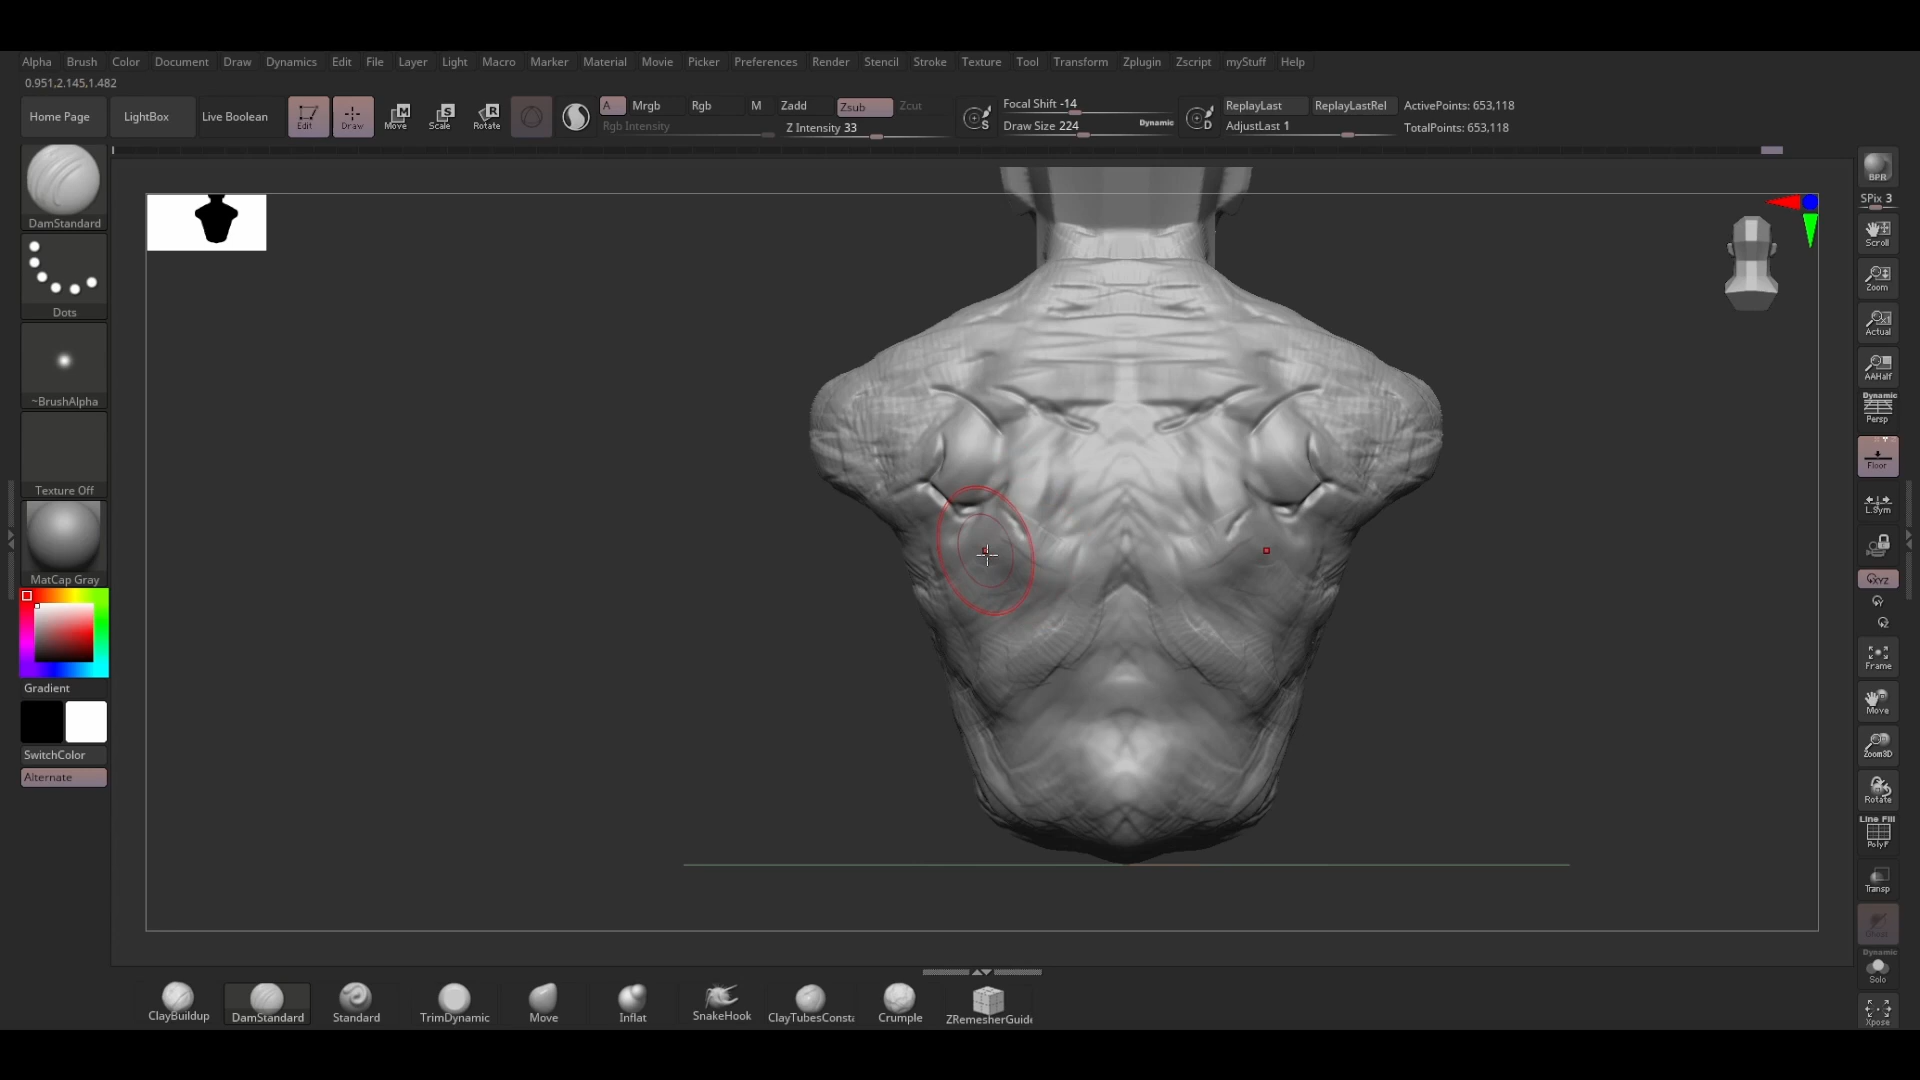 Alpha Brush Color Document Draw Dynamics Edit File Layer Light Macro Marker Material Movie Picker Preferences Render Stencil Stroke Texture Tool Transform Zplugin Zscript myStuff Help
0.951,2.145,1.482
Home Page LightBox Live Boolean Edit Draw Move Scale Rotate
A Mrgb Rgb M Zadd Zsub Zcut
Rgb Intensity Z Intensity 33
Focal Shift -14
Draw Size 224 Dynamic
ReplayLast ReplayLastRel ActivePoints: 653,118
AdjustLast 1 TotalPoints: 653,118
DamStandard
Dots
~BrushAlpha
Texture Off
MatCap Gray
Gradient
SwitchColor
Alternate
BPR
SPix 3
Scroll
Zoom
Actual
AAHalf
Dynamic
Persp
Floor
L.Sym
XYZ
Frame
Move
Zoom3D
Rotate
Line Fill
PolyF
Transp
Ghost
Dynamic
Solo
Xpose
ClayBuildup DamStandard Standard TrimDynamic Move Inflat SnakeHook ClayTubesConsta Crumple ZRemesherGuide